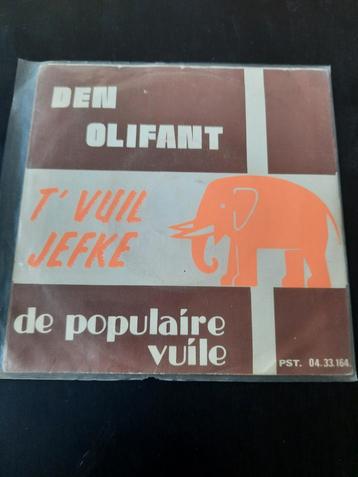 DEN
OLIFANT
T' VUIL
JEFKE
de populaire
vuile
PST. 04.33.164